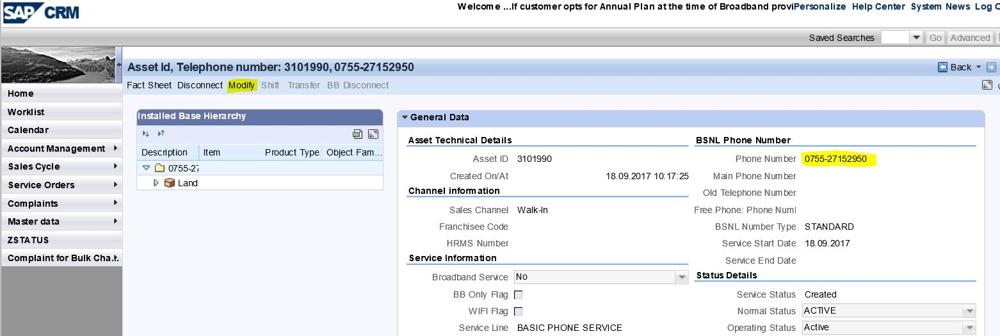 SAP CRM
Welcome ...If customer opts for Annual Plan at the time of Broadband provi Personalize Help Center System News Log O
Saved Searches Go Advanced
Asset Id, Telephone number: 3101990, 0755-27152950
Back
Fact Sheet Disconnect Modify Shift Transfer BB Disconnect
Home
Worklist
Calendar
Account Management
Sales Cycle
Service Orders
Complaints
Master data
ZSTATUS
Complaint for Bulk Cha...
Installed Base Hierarchy
Description Item Product Type Object Fam...
0755-27
Land
General Data
Asset Technical Details
Asset ID 3101990
Created On/At 18.09.2017 10:17:25
Channel information
Sales Channel Walk-In
Franchisee Code
HRMS Number
Service Information
Broadband Service No
BB Only Flag
WIFI Flag
Service Line BASIC PHONE SERVICE
BSNL Phone Number
Phone Number 0755-27152950
Main Phone Number
Old Telephone Number
Free Phone: Phone Numl
BSNL Number Type STANDARD
Service Start Date 18.09.2017
Service End Date
Status Details
Service Status Created
Normal Status ACTIVE
Operating Status Active